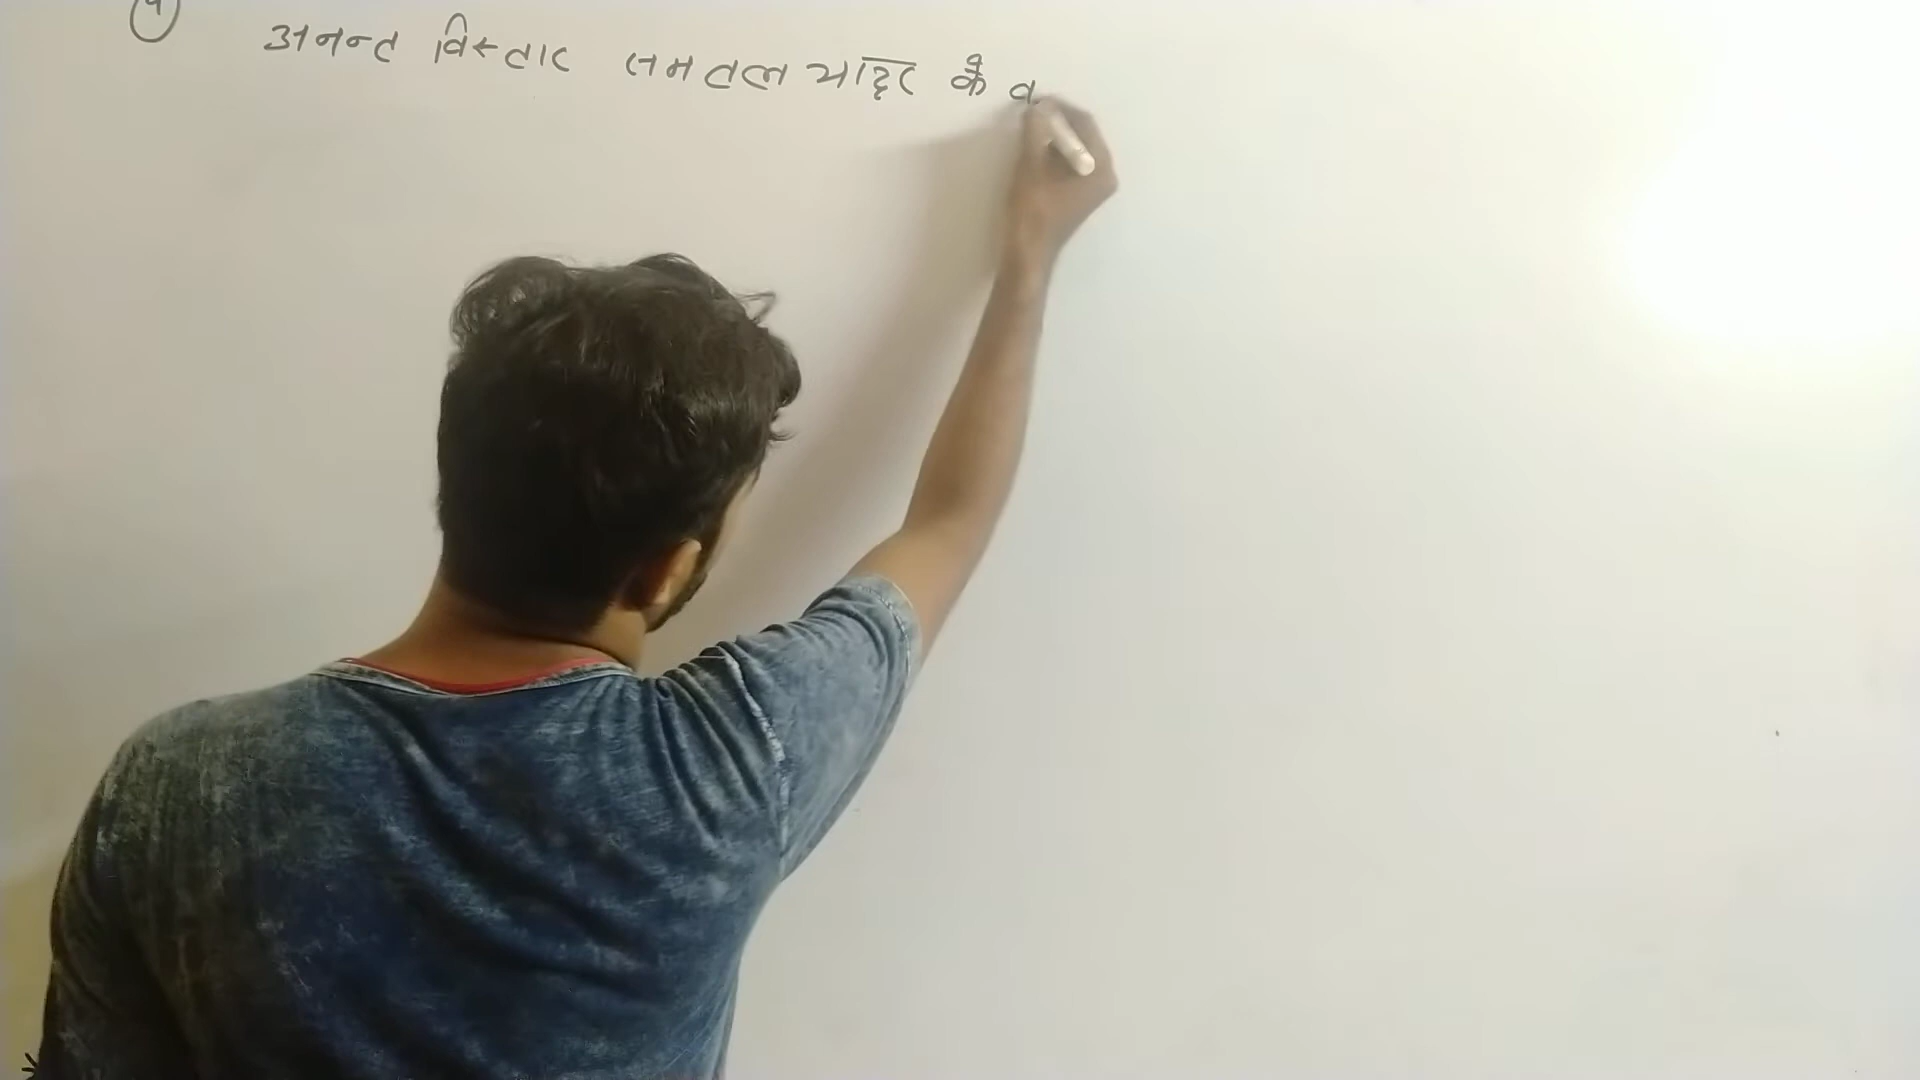 अनन्त विस्तार समतल चाद्दर के व